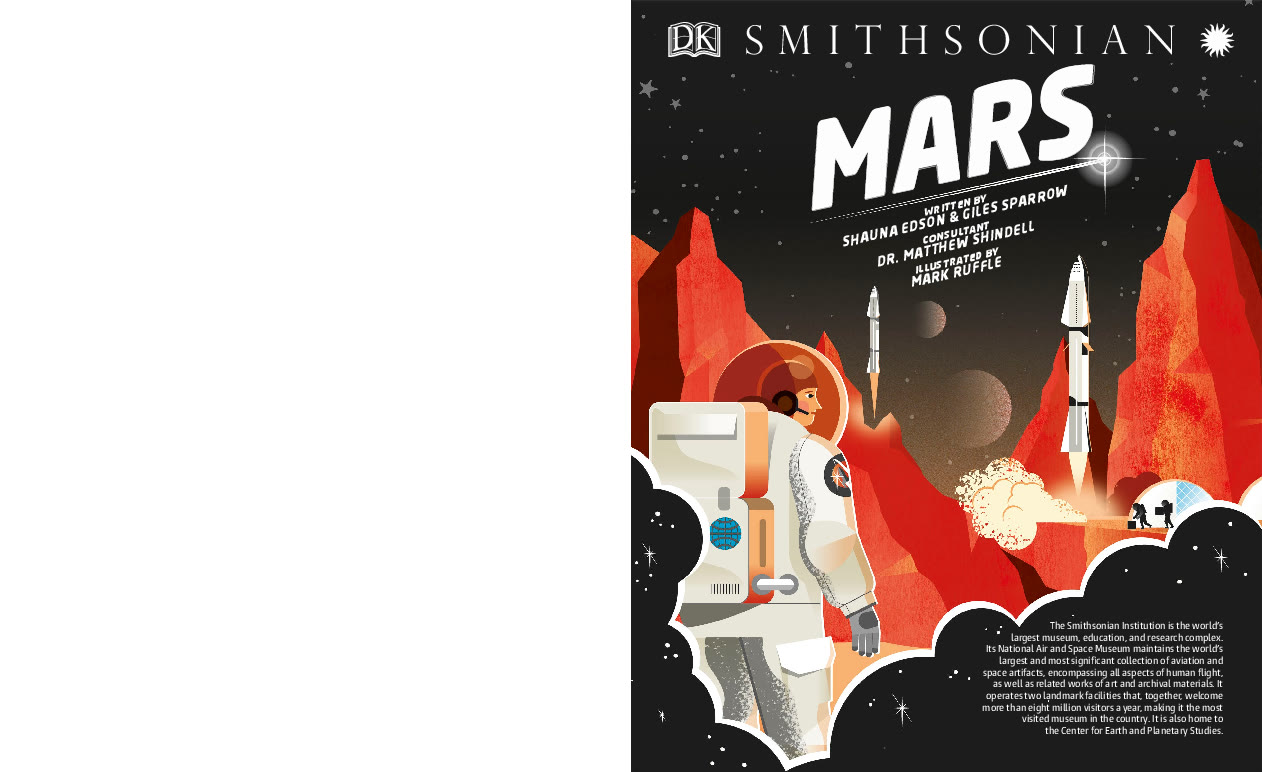 DK SMITHSONIAN
MARS
WRITTEN BY
SHAUNA EDSON & GILES SPARROW
CONSULTANT
DR. MATTHEW SHINDELL
ILLUSTRATED BY
MARK RUFFLE
The Smithsonian Institution is the world's
largest museum, education, and research complex.
Its National Air and Space Museum maintains the world's
largest and most significant collection of aviation and
space artifacts, encompassing all aspects of human flight,
as well as related works of art and archival materials. It
operates two landmark facilities that, together, welcome
more than eight million visitors a year, making it the most
visited museum in the country. It is also home to
the Center for Earth and Planetary Studies.